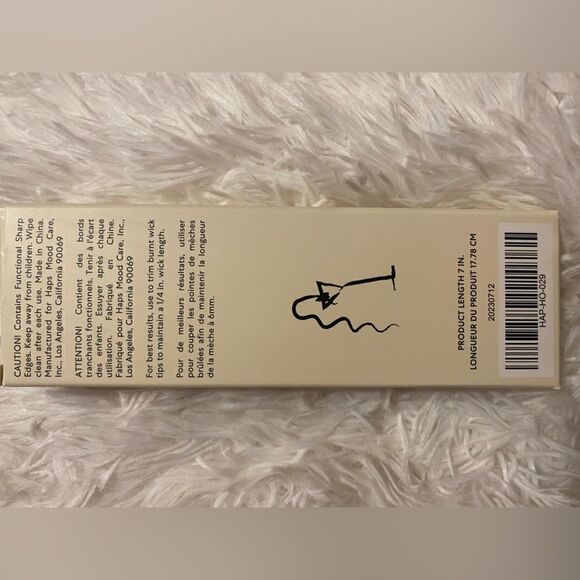 CAUTION! Contains Functional Sharp
Edges. Keep away from children. Wipe
clean after each use. Made in China.
Manufactured for Haps Mood Care,
Inc., Los Angeles, California 90069
ATTENTION! Contient des bords
tranchants fonctionnels. Tenir à l'écart
des enfants. Essuyer après chaque
utilisation. Fabriqué en Chine.
Fabriqué pour Haps Mood Care, Inc.,
Los Angeles, California 90069
For best results, use to trim burnt wick
tips to maintain a 1/4 in. wick length.
Pour de meilleurs résultats, utiliser
pour couper les pointes de mèches
brûlées afin de maintenir la longueur
de la mèche à 6mm.
PRODUCT LENGTH 7 IN.
LONGUEUR DU PRODUIT 17.78 CM
20230712
HAP-HO-029